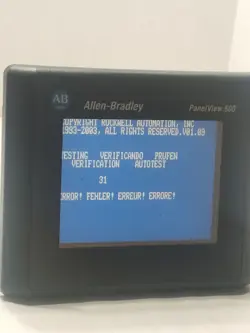 AB
Allen-Bradley
PanelView 600
COPYRIGHT ROCKWELL AUTOMATION, INC
1993-2003, ALL RIGHTS RESERVED.V01.09
TESTING VERIFICANDO PRUFEN
VERIFICATION AUTOTEST
31
ERROR! FEHLER! ERREUR! ERRORE!